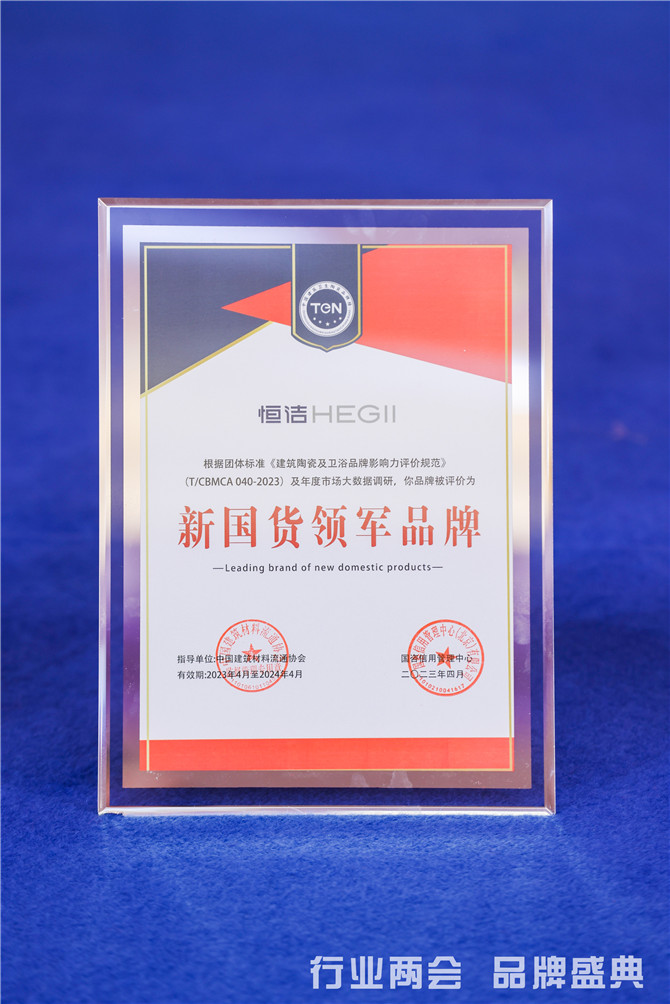 TeN
恒洁HEGII
根据团体标准《建筑陶瓷及卫浴品牌影响力评价规范》
（T/CBMCA 040-2023）及年度市场大数据调研，你品牌被评价为
新国货领军品牌
—Leading brand of new domestic products—
指导单位:中国建筑材料流通协会
有效期:2023年4月至2024年4月
国咨信用管理中心
二〇二三年四月
行业两会 品牌盛典